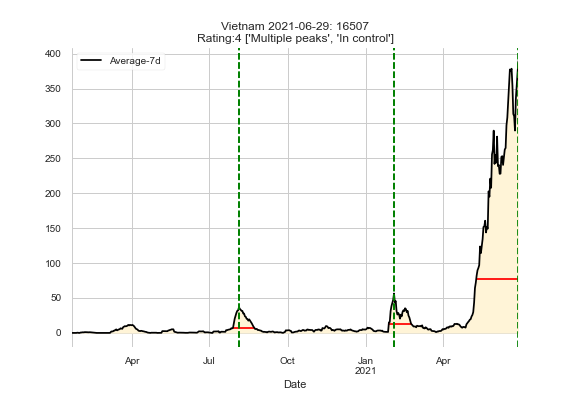 Vietnam 2021-06-29: 16507
Rating:4 ['Multiple peaks', 'In control']
Average-7d
400
350
300
250
200
150
100
50
0
Apr
Jul
Oct
Jan
2021
Apr
Date